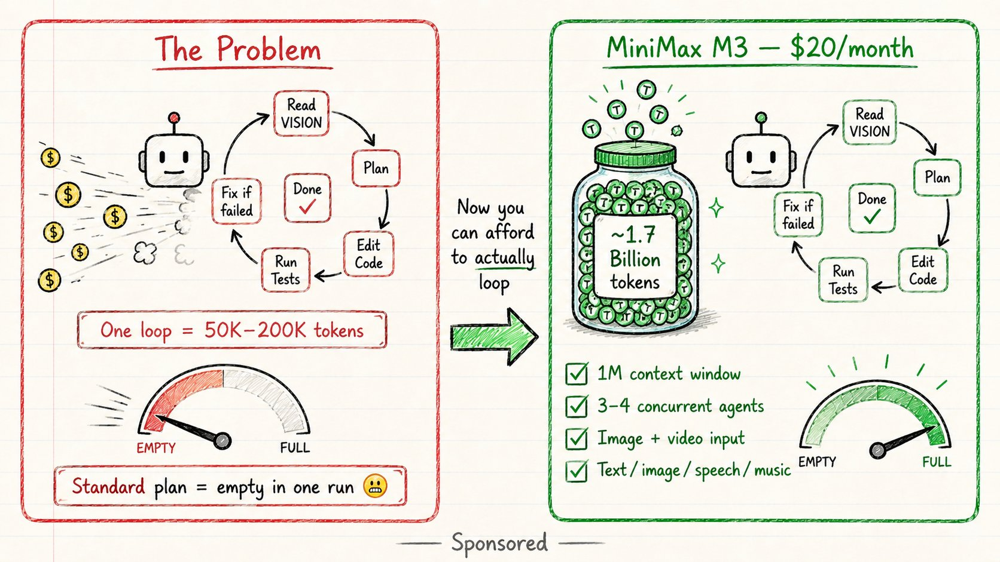 The Problem
Read
VISION
Plan
Edit
Code
Run
Tests
Fix if
failed
Done
$
$
$
$
$
$
One loop = 50K–200K tokens
EMPTY
FULL
Standard plan = empty in one run
Now you
can afford
to actually
loop
MiniMax M3 — $20/month
T
T
T
T
T
~1.7
Billion
tokens
Read
VISION
Plan
Edit
Code
Run
Tests
Fix if
failed
Done
1M context window
3–4 concurrent agents
Image + video input
Text / image / speech / music
EMPTY
FULL
Sponsored